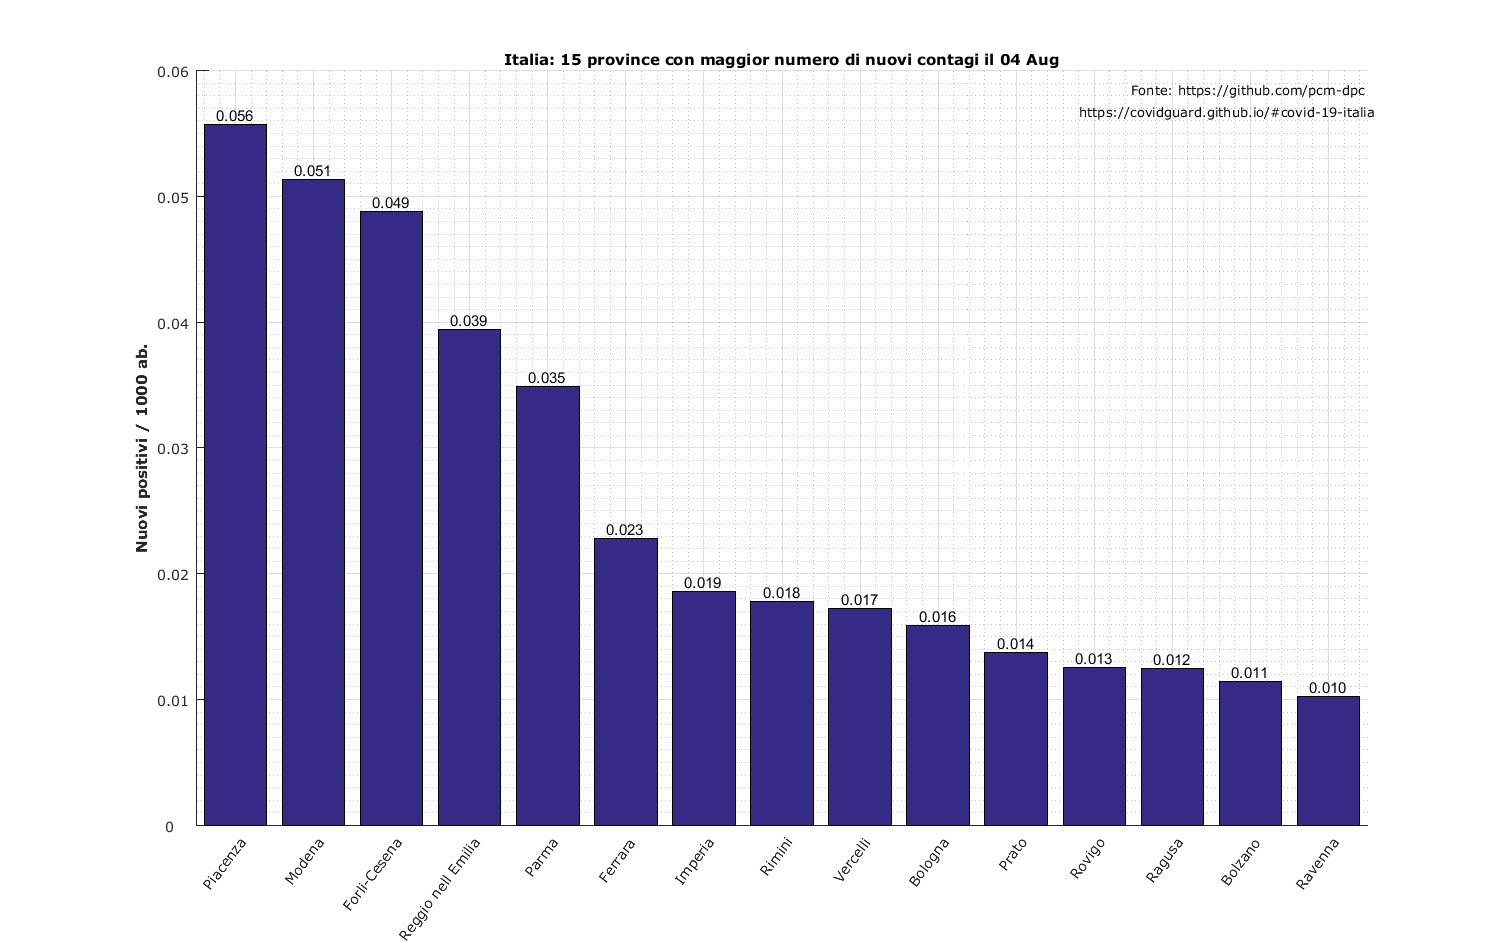 Italia: 15 province con maggior numero di nuovi contagi il 04 Aug
Fonte: https://github.com/pcm-dpc
https://covidguard.github.io/#covid-19-italia
Nuovi positivi / 1000 ab.
0.06
0.05
0.04
0.03
0.02
0.01
0
0.056
0.051
0.049
0.039
0.035
0.023
0.019
0.018
0.017
0.016
0.014
0.013
0.012
0.011
0.010
Piacenza
Modena
Forlì-Cesena
Reggio nell Emilia
Parma
Ferrara
Imperia
Rimini
Vercelli
Bologna
Prato
Rovigo
Ragusa
Bolzano
Ravenna